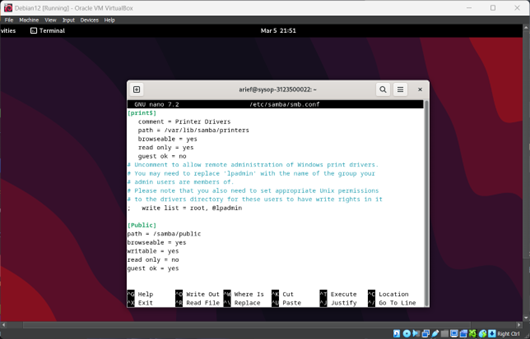 Debian12 [Running] - Oracle VM VirtualBox
File Machine View Input Devices Help
vities Terminal Mar 5 21:51
arief@sysop-3123500022: ~
GNU nano 7.2 /etc/samba/smb.conf
[print$]
comment = Printer Drivers
path = /var/lib/samba/printers
browseable = yes
read only = yes
guest ok = no
# Uncomment to allow remote administration of Windows print drivers.
# You may need to replace 'lpadmin' with the name of the group your
# admin users are members of.
# Please note that you also need to set appropriate Unix permissions
# to the drivers directory for these users to have write rights in it
; write list = root, @lpadmin
[Public]
path = /samba/public
browseable = yes
writable = yes
read only = no
guest ok = yes
^G Help ^O Write Out ^W Where Is ^K Cut ^T Execute ^C Location
^X Exit ^R Read File ^\ Replace ^U Paste ^J Justify ^/ Go To Line
Right Ctrl